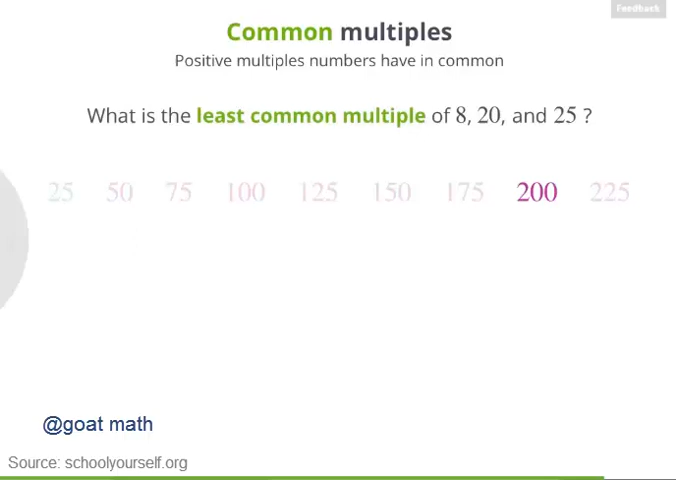 Feedback
Common multiples
Positive multiples numbers have in common
What is the least common multiple of 8, 20, and 25 ?
25 50 75 100 125 150 175 200 225
@goat math
Source: schoolyourself.org